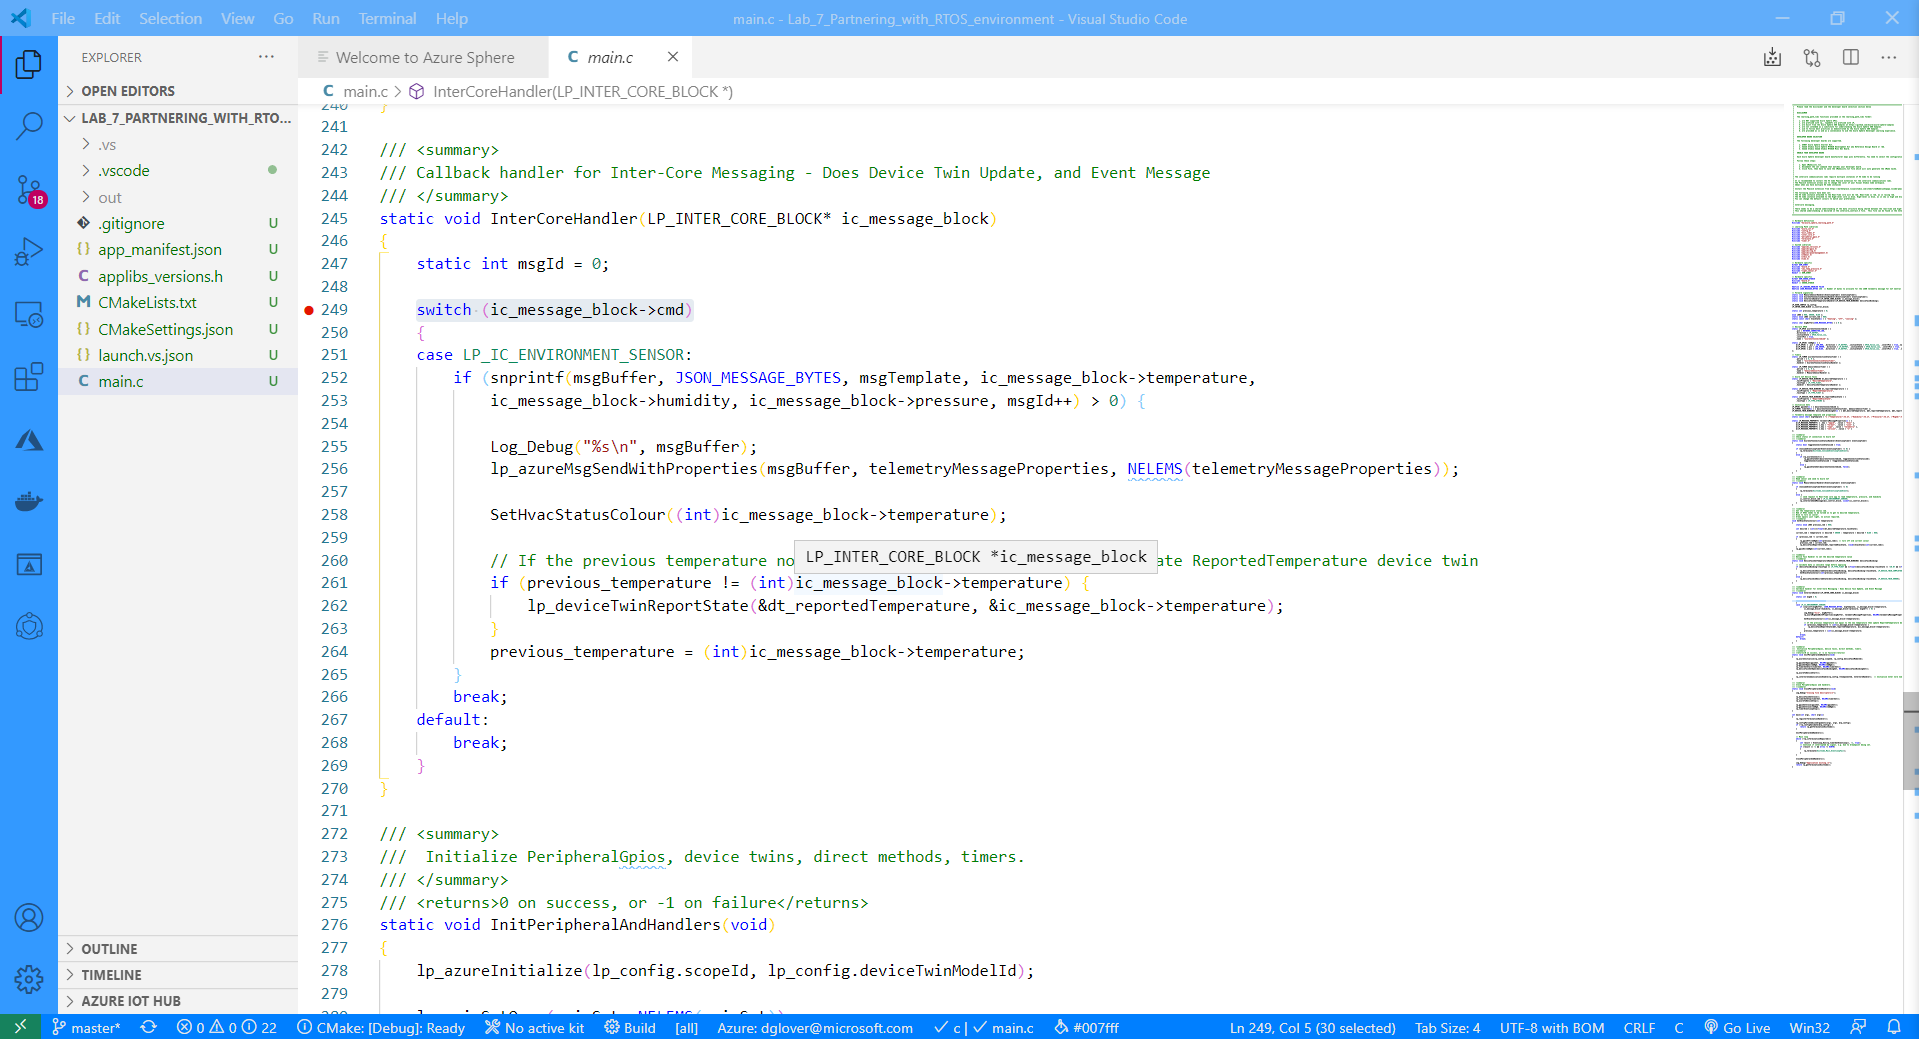 File Edit Selection View Go Run Terminal Help
main.c - Lab_7_Partnering_with_RTOS_environment - Visual Studio Code
EXPLORER
OPEN EDITORS
LAB_7_PARTNERING_WITH_RTO...
.vs
.vscode
out
.gitignore U
app_manifest.json U
applibs_versions.h U
CMakeLists.txt U
CMakeSettings.json U
launch.vs.json U
C main.c U
OUTLINE
TIMELINE
AZURE IOT HUB
18
Welcome to Azure Sphere
C main.c
C main.c > InterCoreHandler(LP_INTER_CORE_BLOCK *)
240 }
241
242 /// <summary>
243 /// Callback handler for Inter-Core Messaging - Does Device Twin Update, and Event Message
244 /// </summary>
245 static void InterCoreHandler(LP_INTER_CORE_BLOCK* ic_message_block)
246 {
247 static int msgId = 0;
248
249 switch (ic_message_block->cmd)
250 {
251 case LP_IC_ENVIRONMENT_SENSOR:
252 if (snprintf(msgBuffer, JSON_MESSAGE_BYTES, msgTemplate, ic_message_block->temperature,
253 ic_message_block->humidity, ic_message_block->pressure, msgId++) > 0) {
254
255 Log_Debug("%s\n", msgBuffer);
256 lp_azureMsgSendWithProperties(msgBuffer, telemetryMessageProperties, NELEMS(telemetryMessageProperties));
257
258 SetHvacStatusColour((int)ic_message_block->temperature);
259
LP_INTER_CORE_BLOCK *ic_message_block
260 // If the previous temperature no ate ReportedTemperature device twin
261 if (previous_temperature != (int)ic_message_block->temperature) {
262 lp_deviceTwinReportState(&dt_reportedTemperature, &ic_message_block->temperature);
263 }
264 previous_temperature = (int)ic_message_block->temperature;
265 }
266 break;
267 default:
268 break;
269 }
270 }
271
272 /// <summary>
273 /// Initialize PeripheralGpios, device twins, direct methods, timers.
274 /// </summary>
275 /// <returns>0 on success, or -1 on failure</returns>
276 static void InitPeripheralAndHandlers(void)
277 {
278 lp_azureInitialize(lp_config.scopeId, lp_config.deviceTwinModelId);
279
master* 0 0 22 CMake: [Debug]: Ready No active kit Build [all] Azure: dglover@microsoft.com c | main.c #007fff Ln 249, Col 5 (30 selected) Tab Size: 4 UTF-8 with BOM CRLF C Go Live Win32